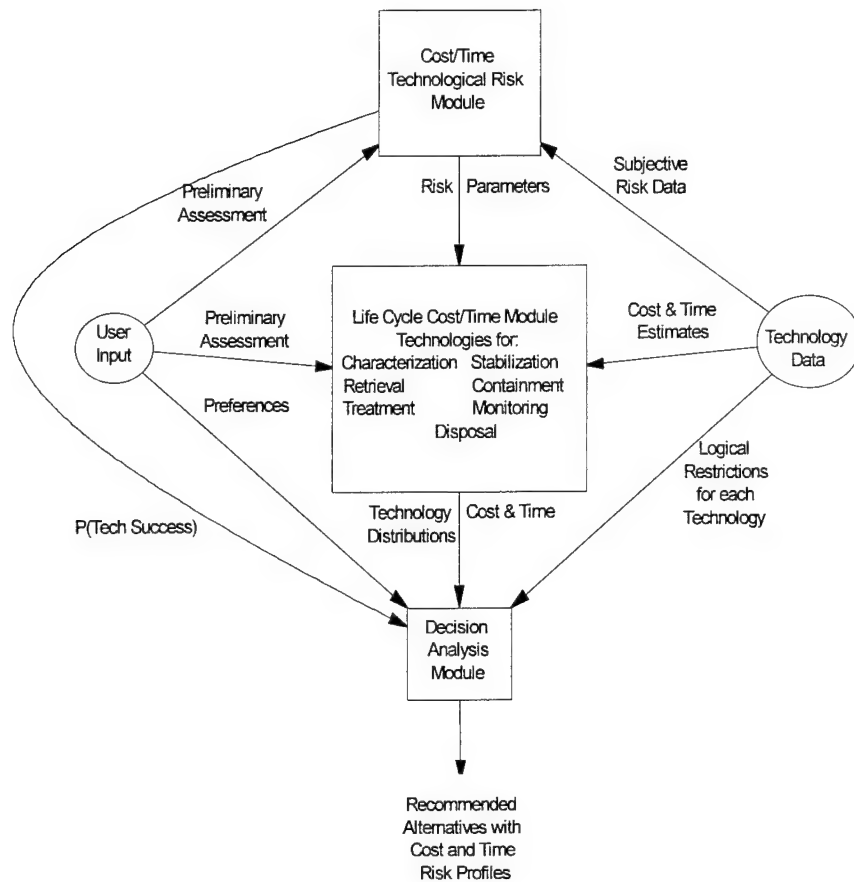 Cost/Time
Technological Risk
Module
Preliminary
Assessment
Risk Parameters
Subjective
Risk Data
User
Input
Preliminary
Assessment
Preferences
Life Cycle Cost/Time Module
Technologies for:
Characterization Stabilization
Retrieval Containment
Treatment Monitoring
Disposal
Cost & Time
Estimates
Technology
Data
Logical
Restrictions
for each
Technology
P(Tech Success)
Technology Cost & Time
Distributions
Decision
Analysis
Module
Recommended
Alternatives with
Cost and Time
Risk Profiles